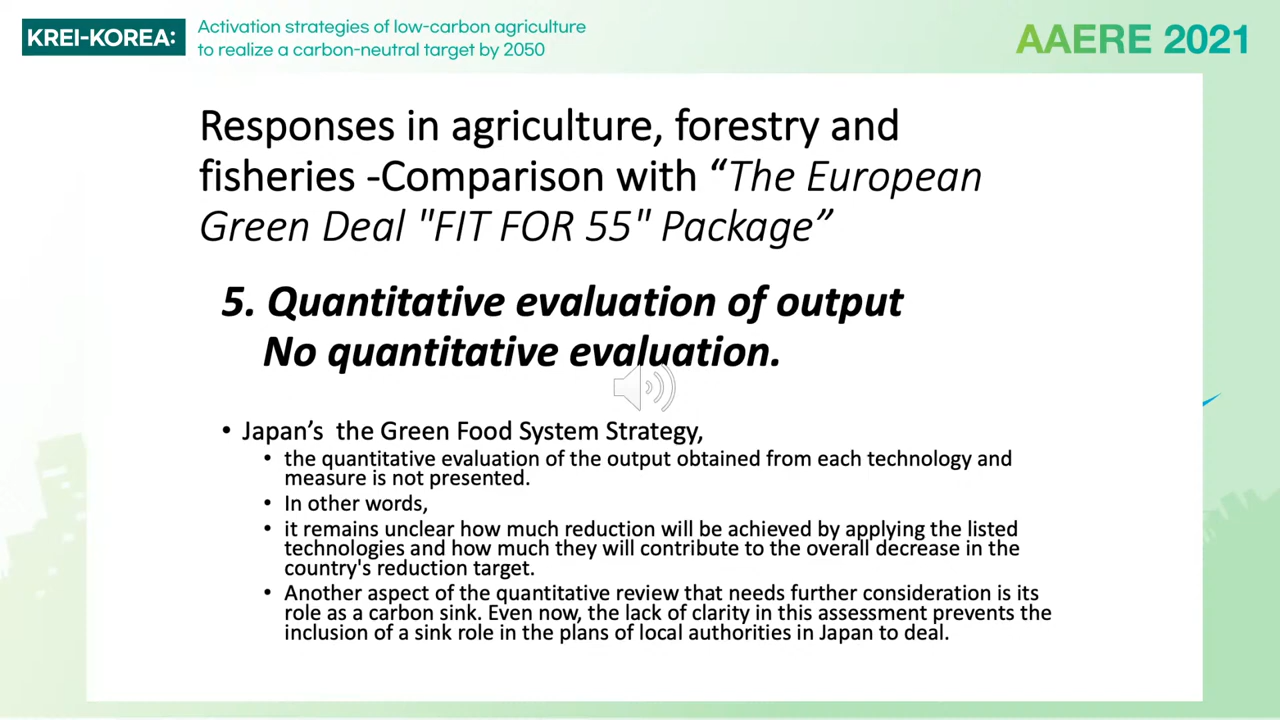 KREI-KOREA:
Activation strategies of low-carbon agriculture
to realize a carbon-neutral target by 2050
AAERE 2021
Responses in agriculture, forestry and
fisheries -Comparison with “The European
Green Deal "FIT FOR 55" Package”
5. Quantitative evaluation of output
No quantitative evaluation.
• Japan’s the Green Food System Strategy,
• the quantitative evaluation of the output obtained from each technology and
measure is not presented.
• In other words,
• it remains unclear how much reduction will be achieved by applying the listed
technologies and how much they will contribute to the overall decrease in the
country's reduction target.
• Another aspect of the quantitative review that needs further consideration is its
role as a carbon sink. Even now, the lack of clarity in this assessment prevents the
inclusion of a sink role in the plans of local authorities in Japan to deal.